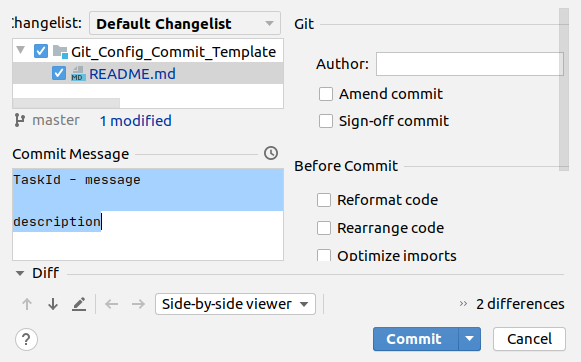 Changelist: Default Changelist
Git_Config_Commit_Template
MD README.md
master 1 modified
Commit Message
TaskId - message
description
Git
Author:
Amend commit
Sign-off commit
Before Commit
Reformat code
Rearrange code
Optimize imports
Diff
Side-by-side viewer
» 2 differences
?
Commit
Cancel